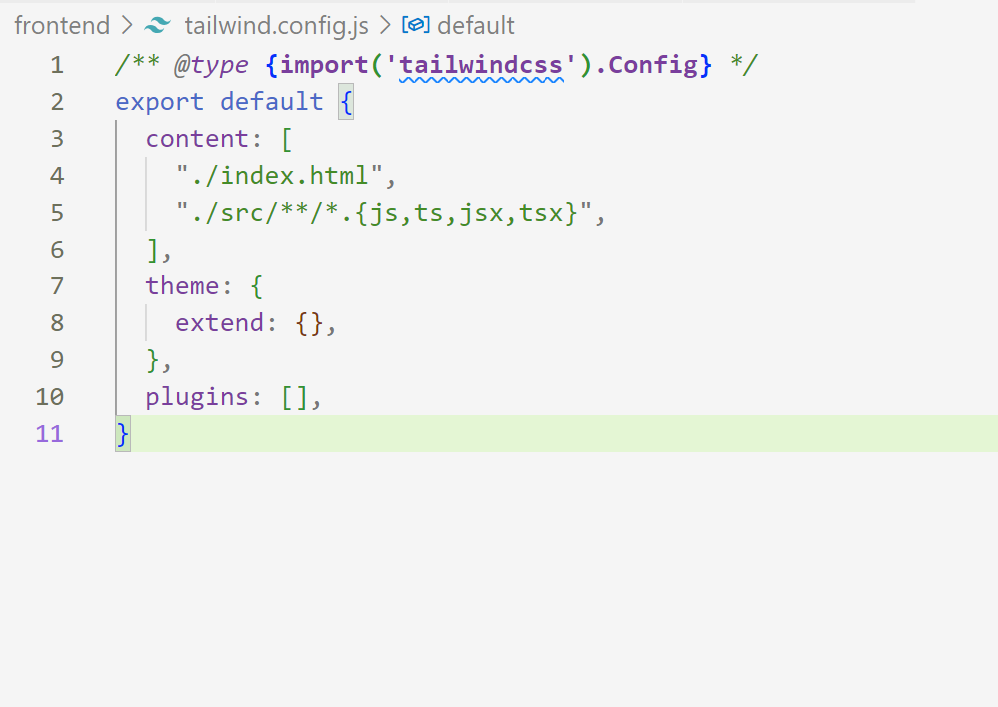 frontend > tailwind.config.js > default
1 /** @type {import('tailwindcss').Config} */
2 export default {
3   content: [
4     "./index.html",
5     "./src/**/*.{js,ts,jsx,tsx}",
6   ],
7   theme: {
8     extend: {},
9   },
10   plugins: [],
11 }